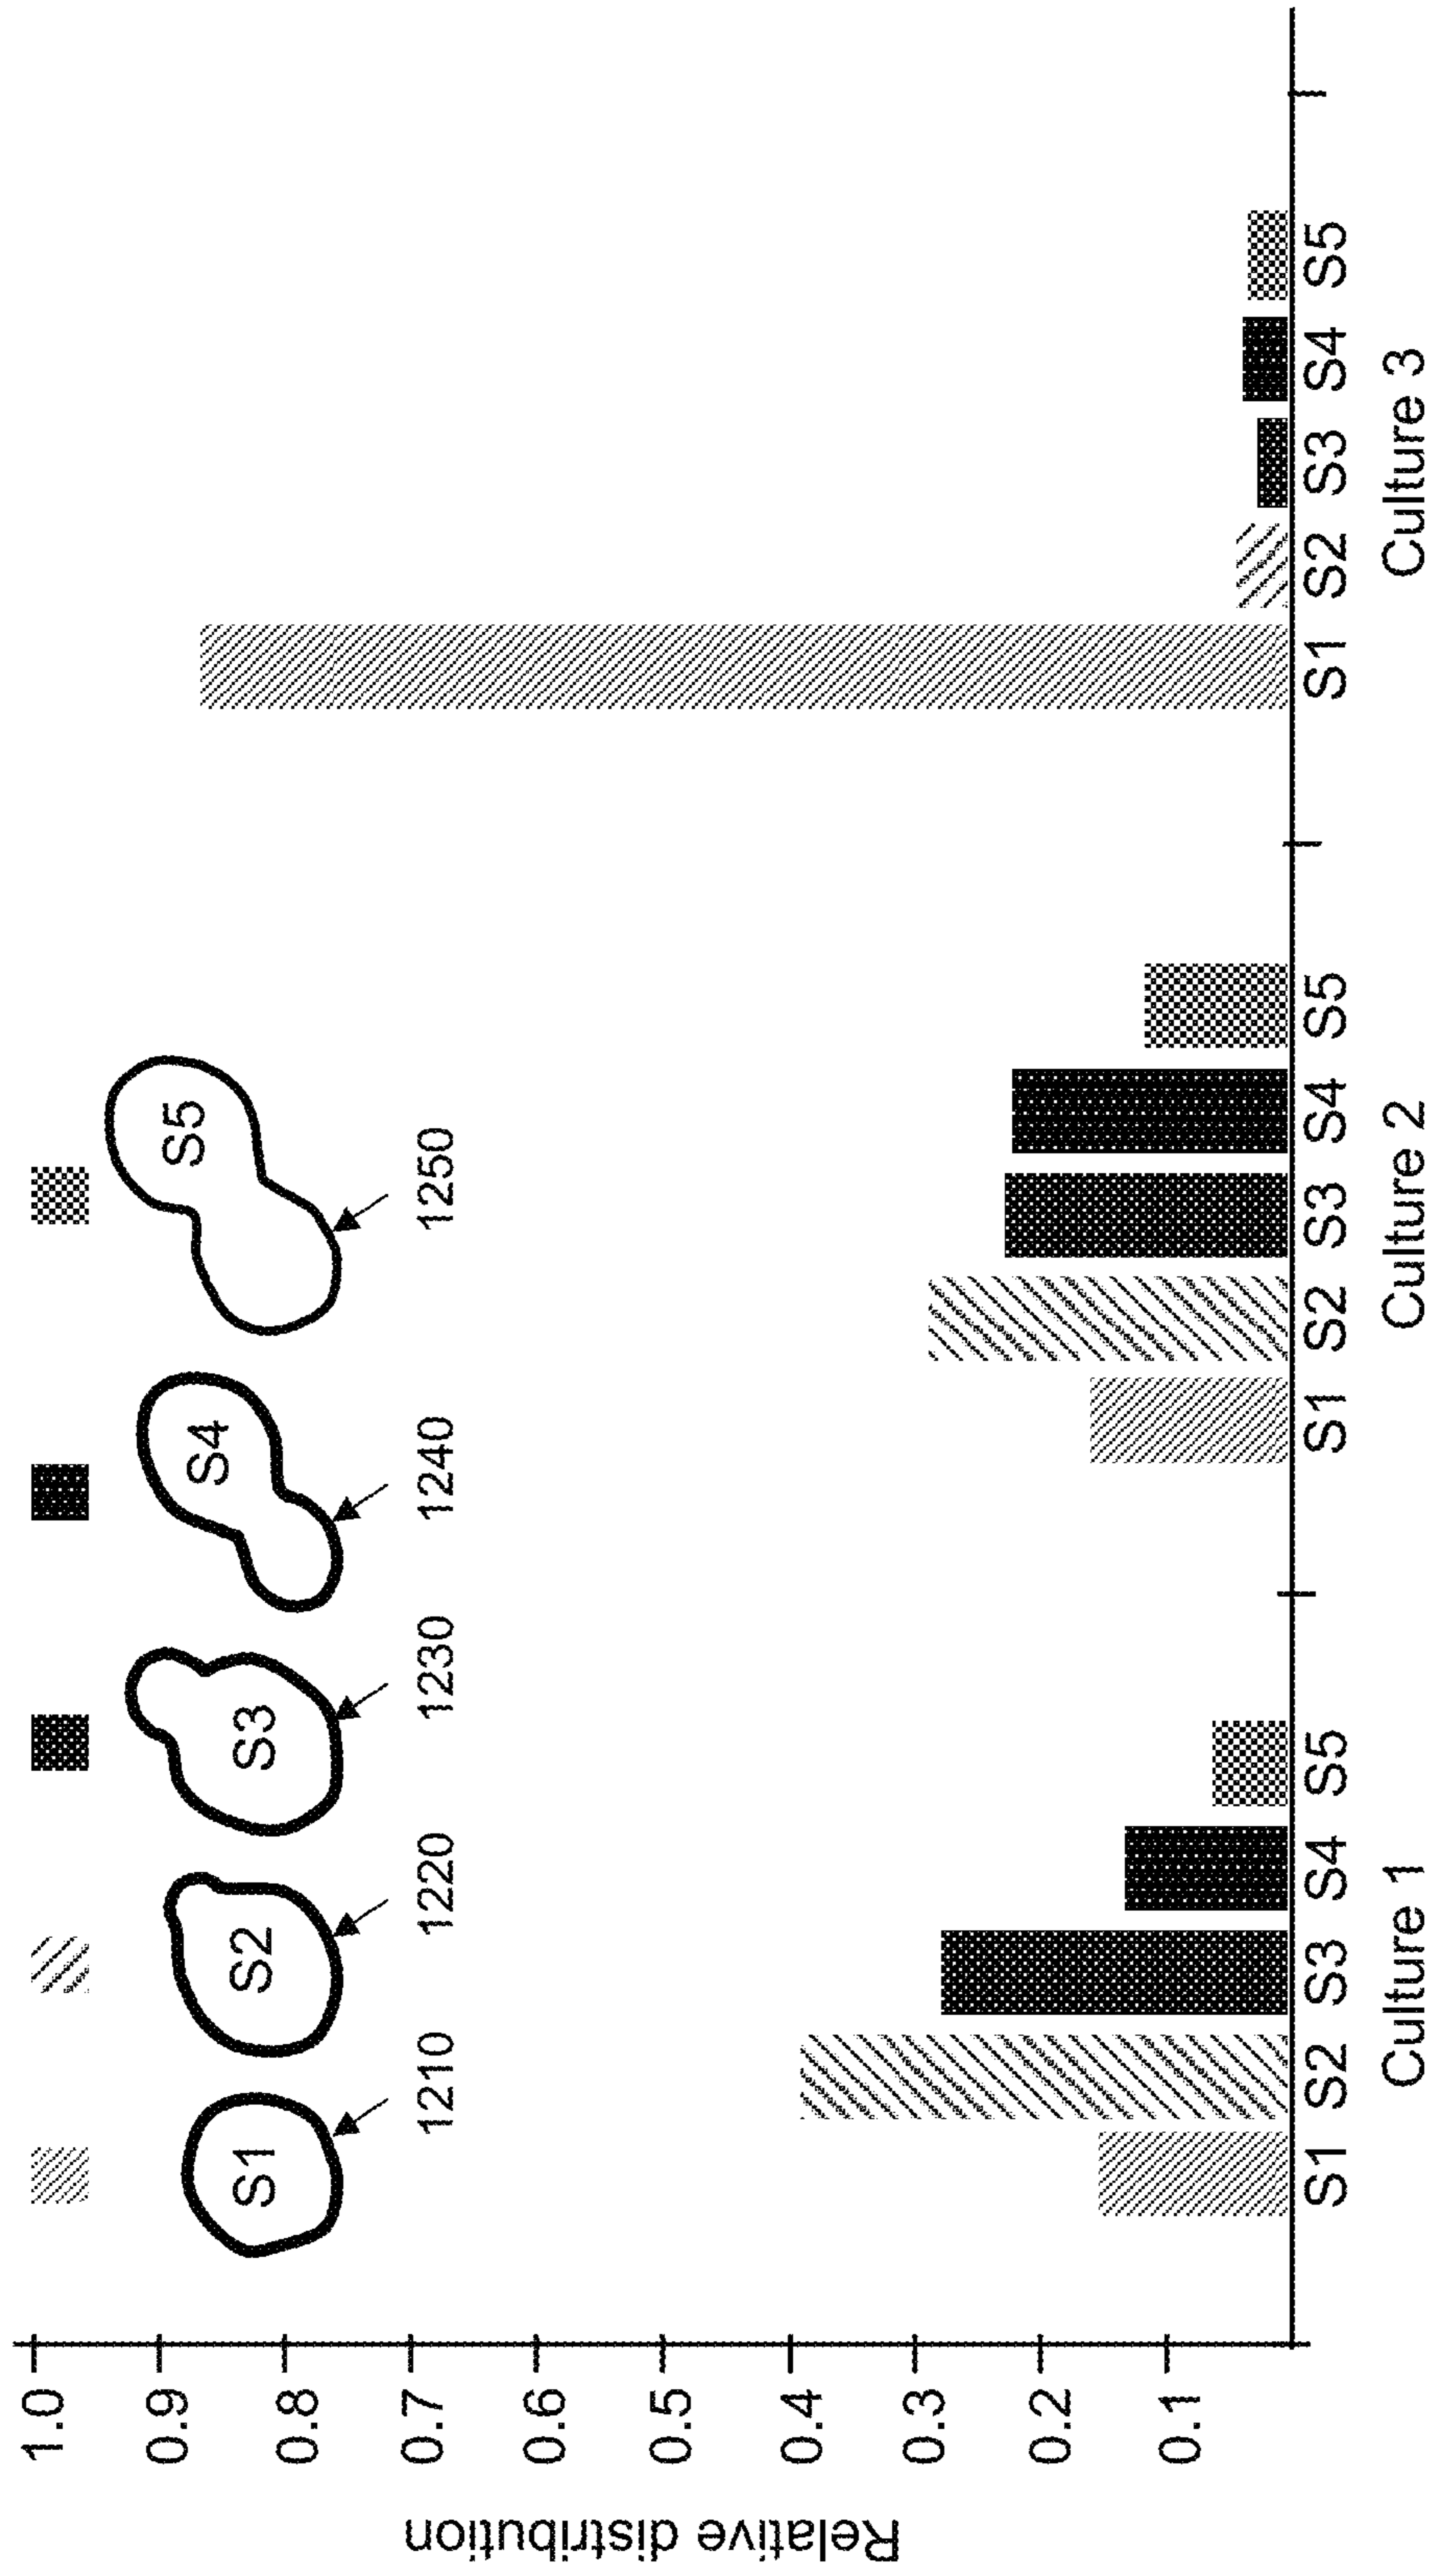 Relative distribution
1.0
0.9
0.8
0.7
0.6
0.5
0.4
0.3
0.2
0.1
S1 S2 S3 S4 S5
1210 1220 1230 1240 1250
S1 S2 S3 S4 S5 S1 S2 S3 S4 S5 S1 S2 S3 S4 S5
Culture 1 Culture 2 Culture 3